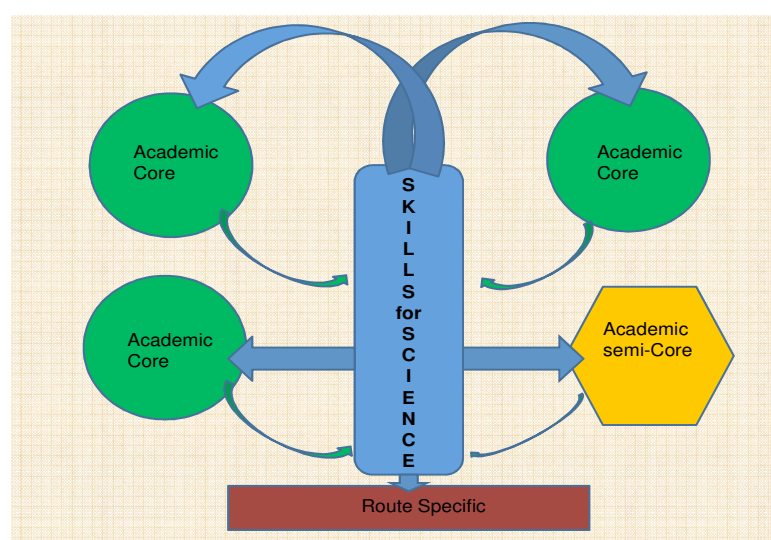 Academic
Core
Academic
Core
S
K
I
L
L
S
for
S
C
I
E
N
C
E
Academic
Core
Academic
semi-Core
Route Specific